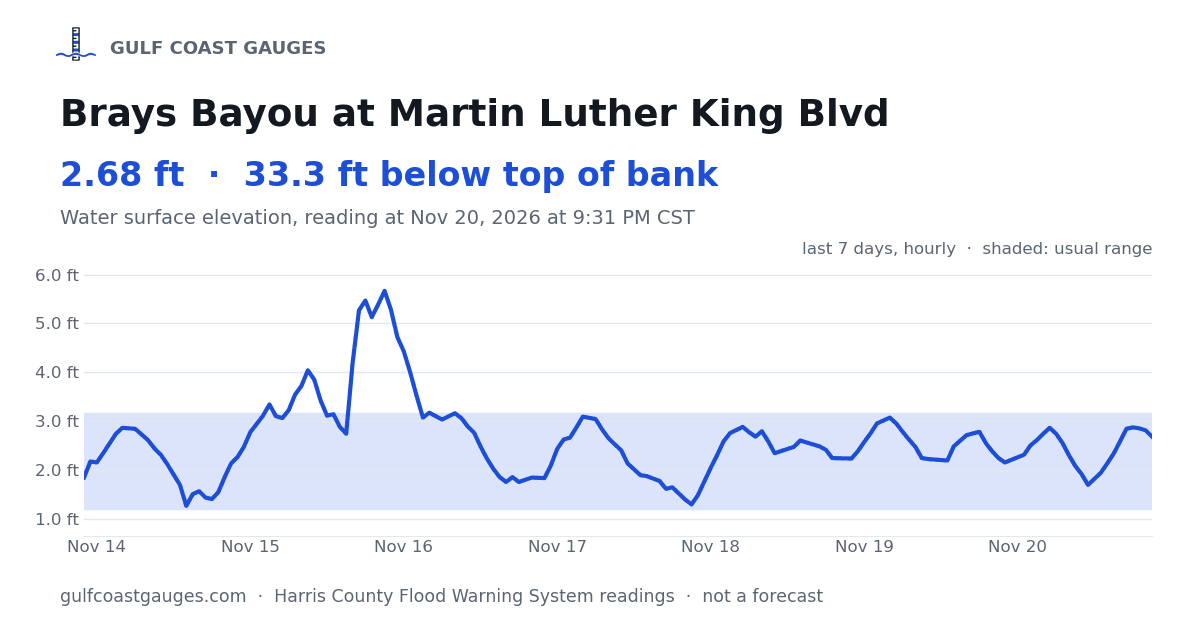 GULF COAST GAUGES
Brays Bayou at Martin Luther King Blvd
2.68 ft · 33.3 ft below top of bank
Water surface elevation, reading at Nov 20, 2026 at 9:31 PM CST
last 7 days, hourly · shaded: usual range
6.0 ft
5.0 ft
4.0 ft
3.0 ft
2.0 ft
1.0 ft
Nov 14 Nov 15 Nov 16 Nov 17 Nov 18 Nov 19 Nov 20
gulfcoastgauges.com · Harris County Flood Warning System readings · not a forecast